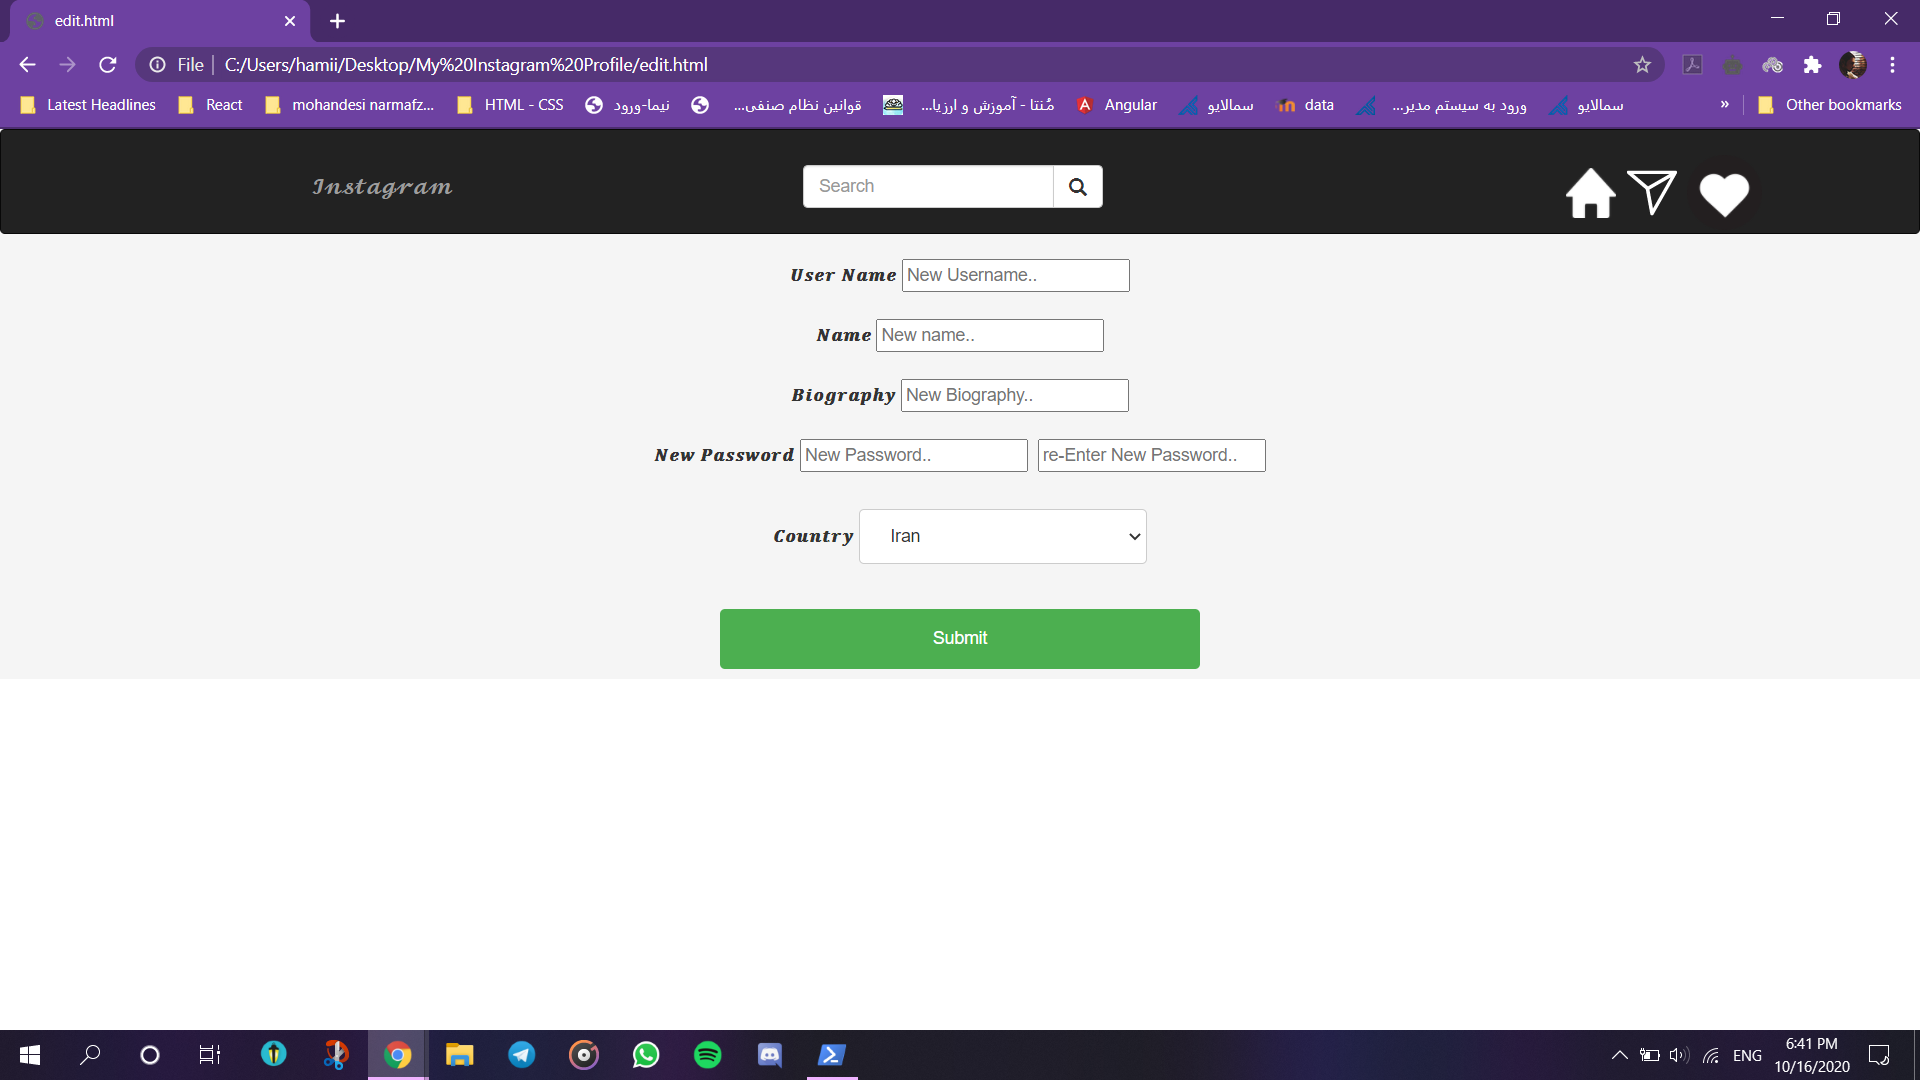 edit.html
File
C:/Users/hamii/Desktop/My%20Instagram%20Profile/edit.html
Latest Headlines
React
mohandesi narmafz...
HTML - CSS
نیما-ورود
قوانین نظام صنفی...
مُنتا - آموزش و ارزیا...
Angular
سمالایو
data
ورود به سیستم مدیر...
سمالایو
»
Other bookmarks
Instagram
Search
User Name
New Username..
Name
New name..
Biography
New Biography..
New Password
New Password..
re-Enter New Password..
Country
Iran
Submit
ENG
6:41 PM
10/16/2020